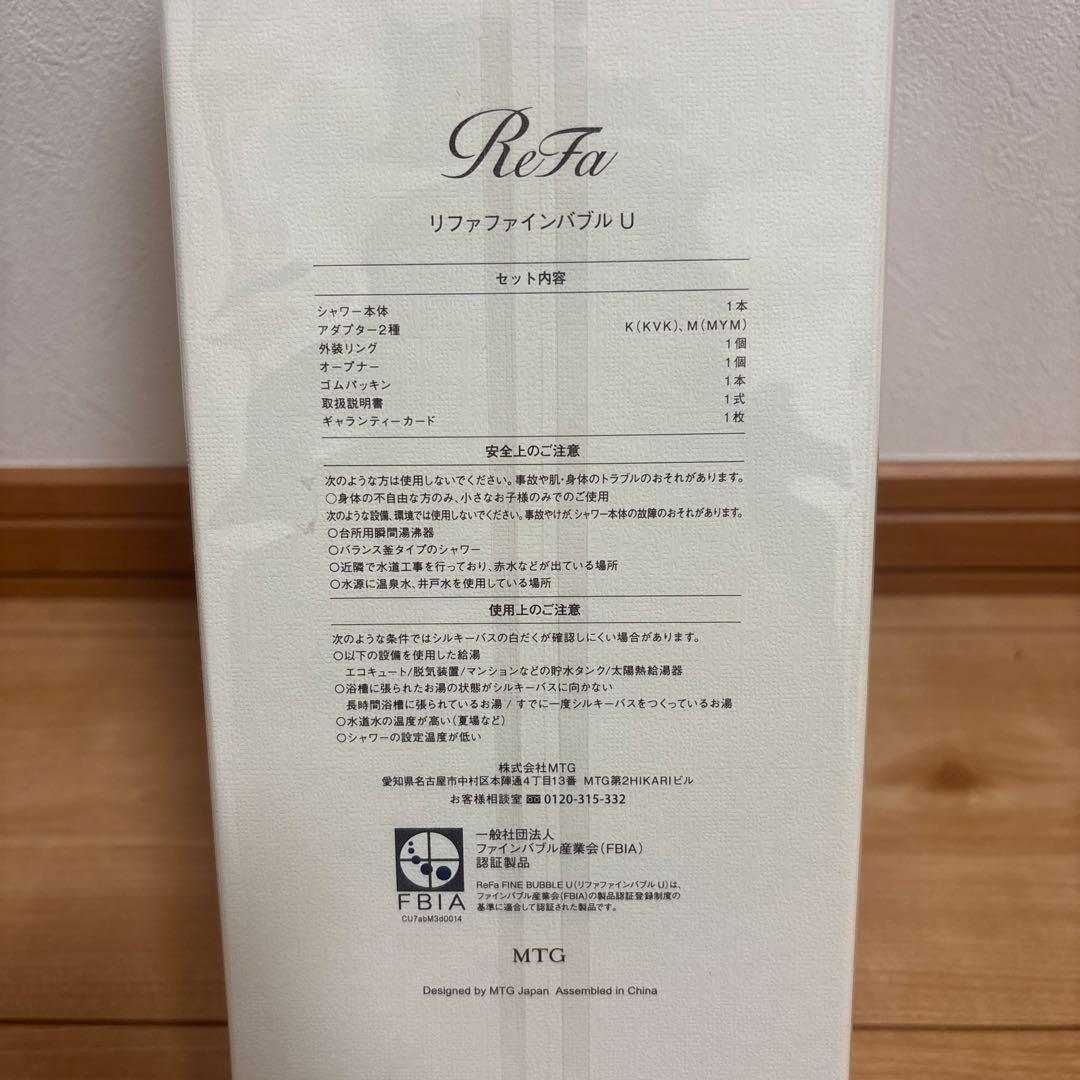 ReFa
リファファインバブル U
セット内容
シャワー本体 1本
アダプター2種 K(KVK)、M(MYM)
外装リング 1個
オープナー 1個
ゴムパッキン 1本
取扱説明書 1式
ギャランティーカード 1枚
安全上のご注意
次のような方は使用しないでください。事故や肌・身体のトラブルのおそれがあります。
○身体の不自由な方のみ、小さなお子様のみでのご使用
次のような設備、環境では使用しないでください。事故やけが、シャワー本体の故障のおそれがあります。
○台所用瞬間湯沸器
○バランス釜タイプのシャワー
○近隣で水道工事を行っており、赤水などが出ている場所
○水源に温泉水、井戸水を使用している場所
使用上のご注意
次のような条件ではシルキーバスの白だくが確認しにくい場合があります。
○以下の設備を使用した給湯
エコキュート/脱気装置/マンションなどの貯水タンク/太陽熱給湯器
○浴槽に張られたお湯の状態がシルキーバスに向かない
長時間浴槽に張られているお湯 / すでに一度シルキーバスをつくっているお湯
○水道水の温度が高い(夏場など)
○シャワーの設定温度が低い
株式会社MTG
愛知県名古屋市中村区本陣通4丁目13番 MTG第2HIKARIビル
お客様相談室 0120-315-332
一般社団法人
ファインバブル産業会(FBIA)
認証製品
ReFa FINE BUBBLE U(リファファインバブル U)は、
ファインバブル産業会(FBIA)の製品認証登録制度の
基準に適合して認証された製品です。
FBIA
CU7abM3d0014
MTG
Designed by MTG Japan Assembled in China